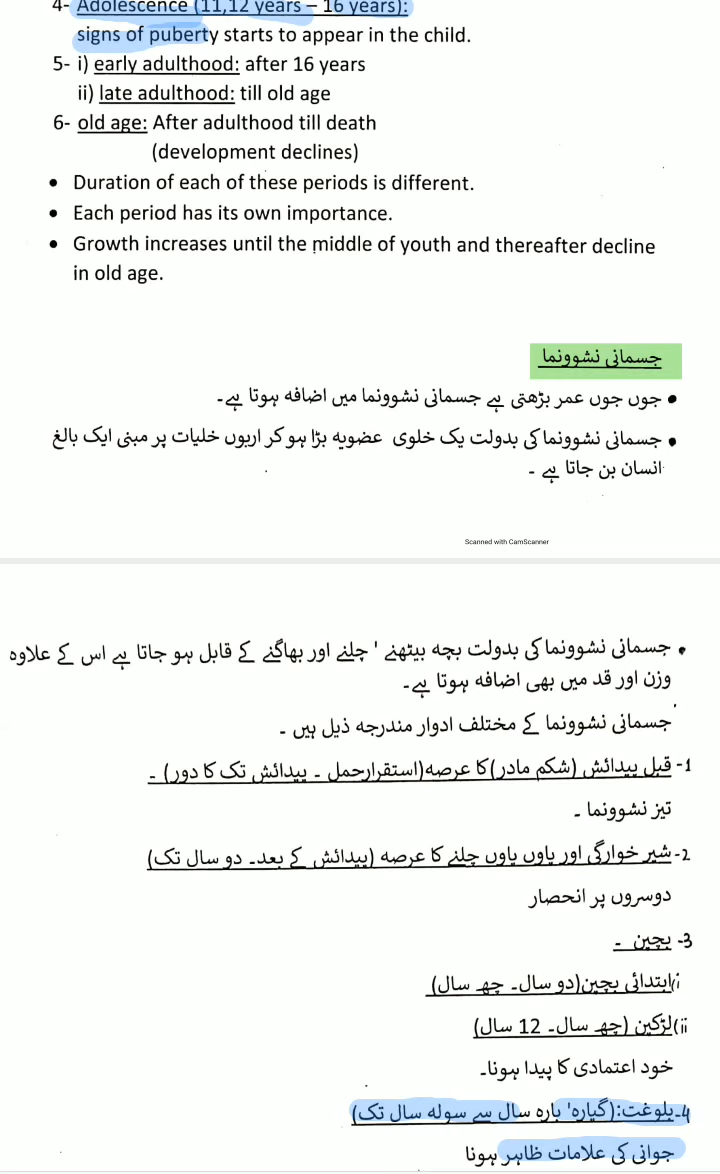 4- Adolescence (11,12 years – 16 years):
signs of puberty starts to appear in the child.
5- i) early adulthood: after 16 years
ii) late adulthood: till old age
6- old age: After adulthood till death
(development declines)
• Duration of each of these periods is different.
• Each period has its own importance.
• Growth increases until the middle of youth and thereafter decline
in old age.
جسمانی نشوونما
• جوں جوں عمر بڑھتی ہے جسمانی نشوونما میں اضافہ ہوتا ہے۔
• جسمانی نشوونما کی بدولت یک خلوی عضویہ بڑا ہو کر اربوں خلیات پر مبنی ایک بالغ
انسان بن جاتا ہے ۔
Scanned with CamScanner
• جسمانی نشوونما کی بدولت بچہ بیٹھنے ' چلنے اور بھاگنے کے قابل ہو جاتا ہے اس کے علاوہ
وزن اور قد میں بھی اضافہ ہوتا ہے۔
جسمانی نشوونما کے مختلف ادوار مندرجہ ذیل ہیں ۔
1- قبل پیدائش (شکم مادر) کا عرصہ (استقرارحمل ۔ پیدائش تک کا دور) ۔
تیز نشوونما ۔
2- شیر خوارگی اور پاوں پاوں چلنے کا عرصہ (پیدائش کے بعد۔ دو سال تک)
دوسروں پر انحصار
3- بچپن ۔
i) ابتدائی بچپن (دو سال۔ چھ سال)
ii) لڑکپن (چھ سال۔ 12 سال)
خود اعتمادی کا پیدا ہونا۔
4۔ بلوغت: (گیارہ' بارہ سال سے سولہ سال تک)
جوانی کی علامات ظاہر ہونا